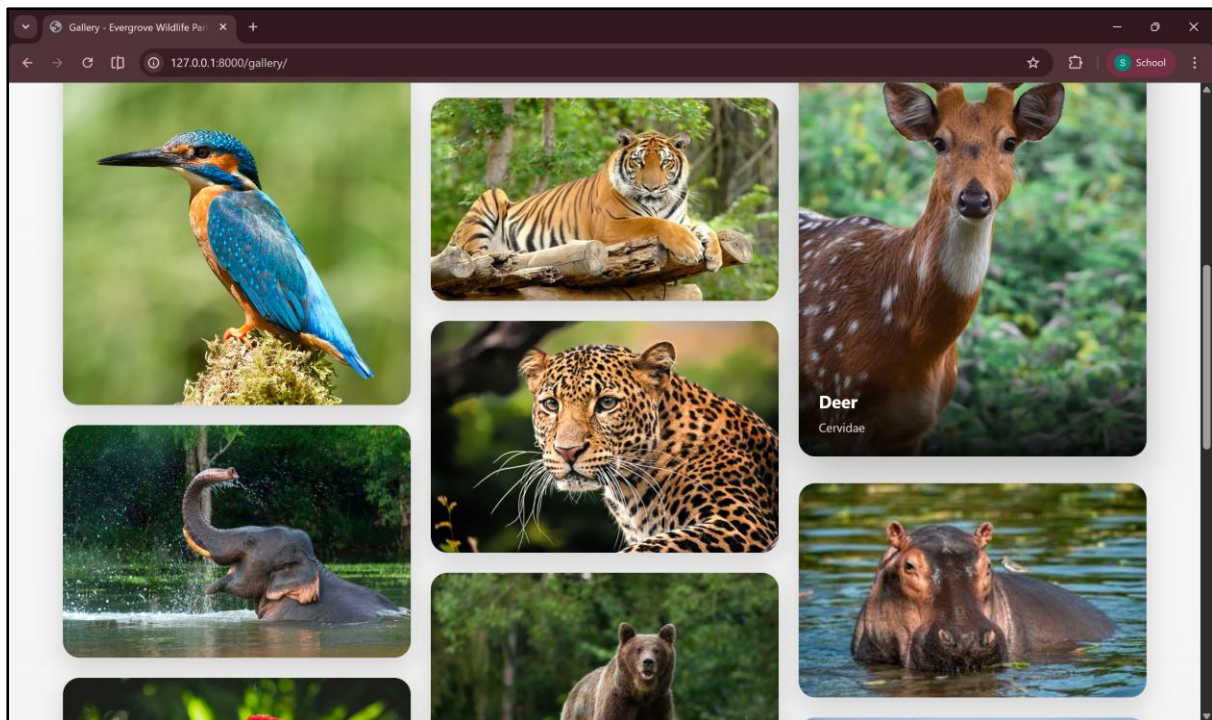 Gallery - Evergrove Wildlife Par
127.0.0.1:8000/gallery/
S School
Deer
Cervidae